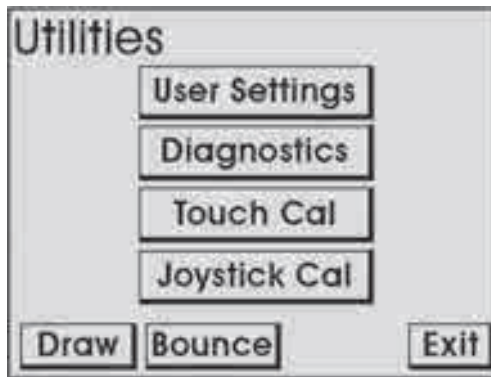 Utilities
User Settings
Diagnostics
Touch Cal
Joystick Cal
Draw Bounce Exit